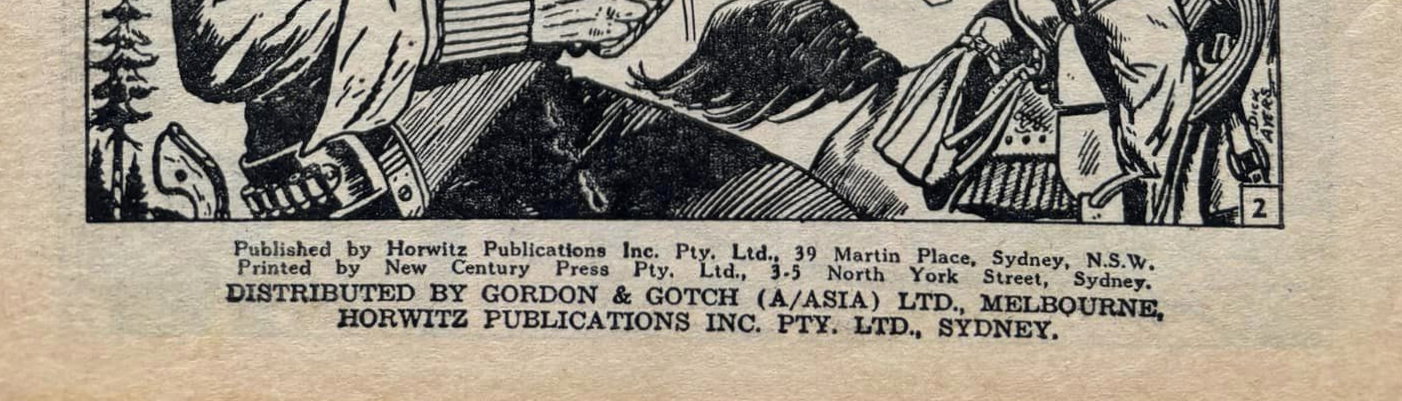 DICK
AYERS
2
Published by Horwitz Publications Inc. Pty. Ltd., 39 Martin Place, Sydney, N.S.W.
Printed by New Century Press Pty. Ltd., 3-5 North York Street, Sydney.
DISTRIBUTED BY GORDON & GOTCH (A/ASIA) LTD., MELBOURNE,
HORWITZ PUBLICATIONS INC. PTY. LTD., SYDNEY.